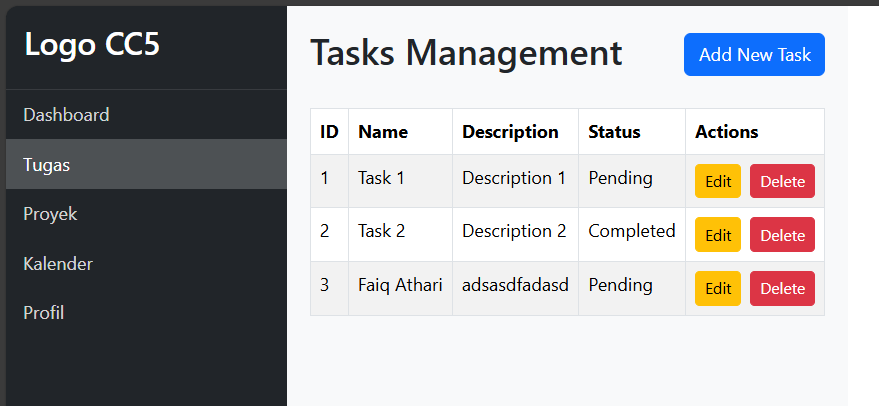 Logo CC5
Dashboard
Tugas
Proyek
Kalender
Profil
Tasks Management
Add New Task
ID Name Description Status Actions
1 Task 1 Description 1 Pending Edit Delete
2 Task 2 Description 2 Completed Edit Delete
3 Faiq Athari adsasdfadasd Pending Edit Delete